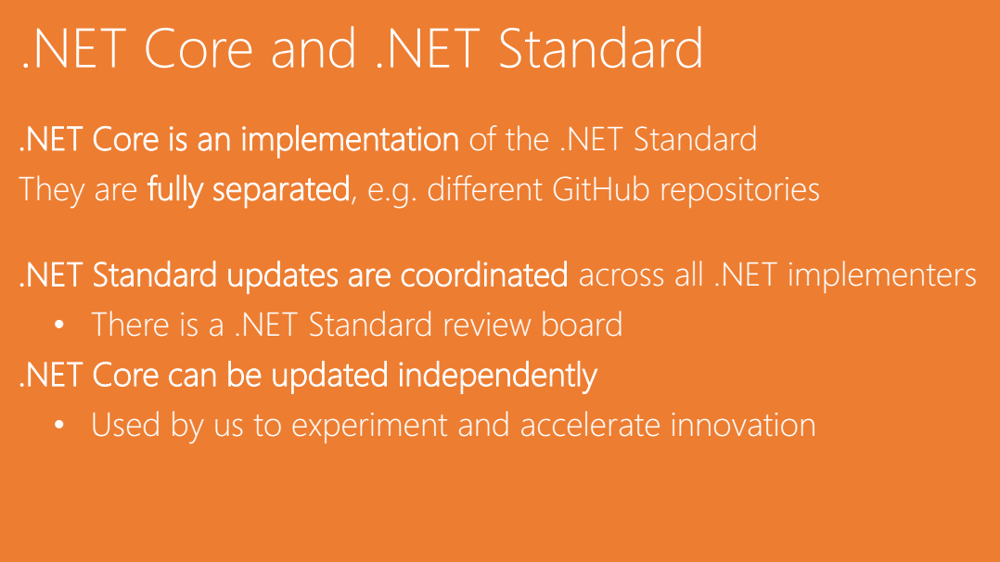 .NET Core and .NET Standard
.NET Core is an implementation of the .NET Standard
They are fully separated, e.g. different GitHub repositories
.NET Standard updates are coordinated across all .NET implementers
• There is a .NET Standard review board
.NET Core can be updated independently
• Used by us to experiment and accelerate innovation